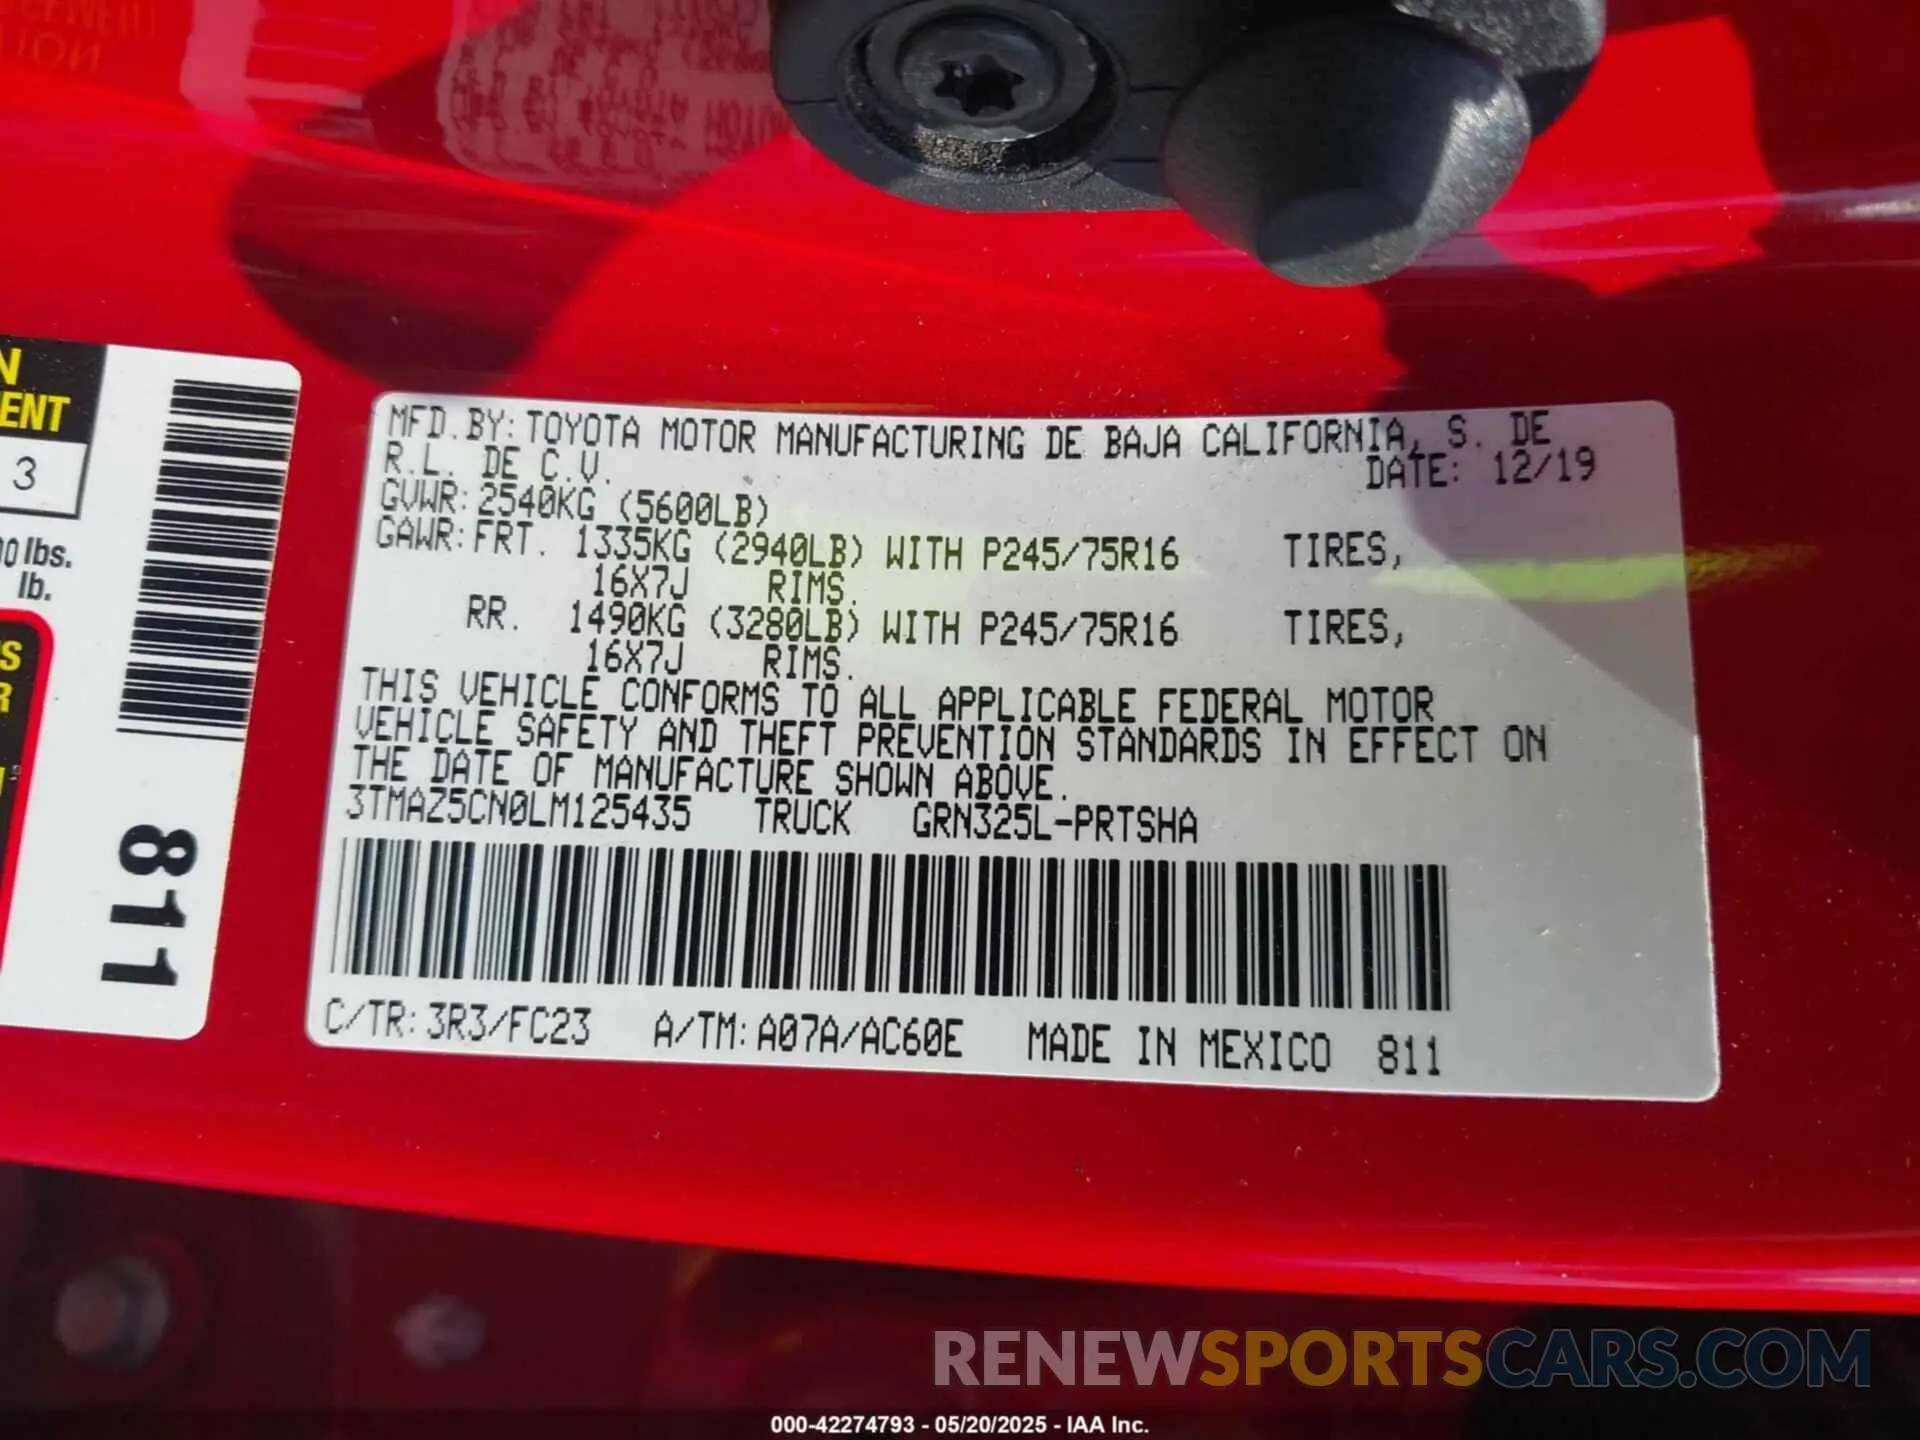 N
ENT
3
lbs.
lb.
S
R
811
MFD.BY:TOYOTA MOTOR MANUFACTURING DE BAJA CALIFORNIA, S. DE
R.L. DE C.V. DATE: 12/19
GVWR:2540KG (5600LB)
GAWR:FRT. 1335KG (2940LB) WITH P245/75R16 TIRES,
16X7J RIMS.
RR. 1490KG (3280LB) WITH P245/75R16 TIRES,
16X7J RIMS.
THIS VEHICLE CONFORMS TO ALL APPLICABLE FEDERAL MOTOR
VEHICLE SAFETY AND THEFT PREVENTION STANDARDS IN EFFECT ON
THE DATE OF MANUFACTURE SHOWN ABOVE.
3TMAZ5CN0LM125435 TRUCK GRN325L-PRTSHA
C/TR:3R3/FC23 A/TM:A07A/AC60E MADE IN MEXICO 811
RENEWSPORTSCARS.COM
000-42274793 - 05/20/2025 - IAA Inc.